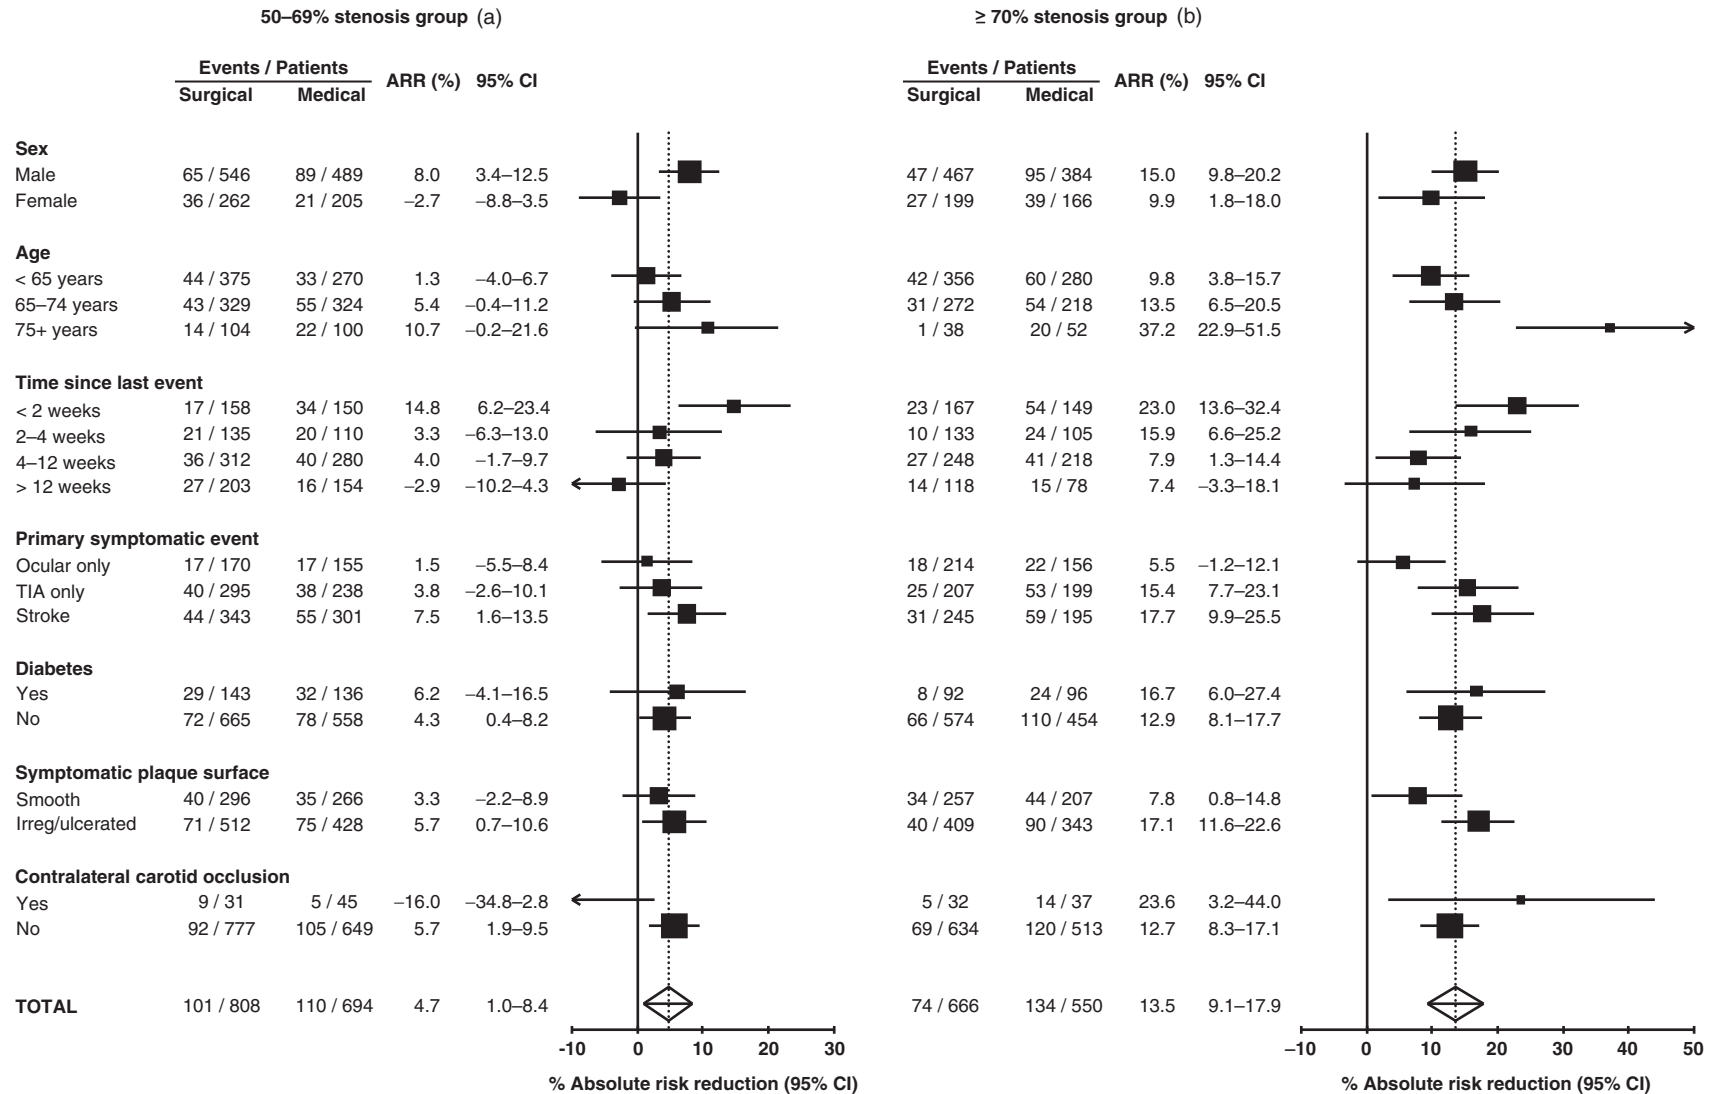 50–69% stenosis group (a) ≥ 70% stenosis group (b)
Events / Patients ARR (%) 95% CI Events / Patients ARR (%) 95% CI
Surgical Medical Surgical Medical
Sex
Male 65 / 546 89 / 489 8.0 3.4–12.5 47 / 467 95 / 384 15.0 9.8–20.2
Female 36 / 262 21 / 205 −2.7 −8.8–3.5 27 / 199 39 / 166 9.9 1.8–18.0
Age
< 65 years 44 / 375 33 / 270 1.3 −4.0–6.7 42 / 356 60 / 280 9.8 3.8–15.7
65–74 years 43 / 329 55 / 324 5.4 −0.4–11.2 31 / 272 54 / 218 13.5 6.5–20.5
75+ years 14 / 104 22 / 100 10.7 −0.2–21.6 1 / 38 20 / 52 37.2 22.9–51.5
Time since last event
< 2 weeks 17 / 158 34 / 150 14.8 6.2–23.4 23 / 167 54 / 149 23.0 13.6–32.4
2–4 weeks 21 / 135 20 / 110 3.3 −6.3–13.0 10 / 133 24 / 105 15.9 6.6–25.2
4–12 weeks 36 / 312 40 / 280 4.0 −1.7–9.7 27 / 248 41 / 218 7.9 1.3–14.4
> 12 weeks 27 / 203 16 / 154 −2.9 −10.2–4.3 14 / 118 15 / 78 7.4 −3.3–18.1
Primary symptomatic event
Ocular only 17 / 170 17 / 155 1.5 −5.5–8.4 18 / 214 22 / 156 5.5 −1.2–12.1
TIA only 40 / 295 38 / 238 3.8 −2.6–10.1 25 / 207 53 / 199 15.4 7.7–23.1
Stroke 44 / 343 55 / 301 7.5 1.6–13.5 31 / 245 59 / 195 17.7 9.9–25.5
Diabetes
Yes 29 / 143 32 / 136 6.2 −4.1–16.5 8 / 92 24 / 96 16.7 6.0–27.4
No 72 / 665 78 / 558 4.3 0.4–8.2 66 / 574 110 / 454 12.9 8.1–17.7
Symptomatic plaque surface
Smooth 40 / 296 35 / 266 3.3 −2.2–8.9 34 / 257 44 / 207 7.8 0.8–14.8
Irreg/ulcerated 71 / 512 75 / 428 5.7 0.7–10.6 40 / 409 90 / 343 17.1 11.6–22.6
Contralateral carotid occlusion
Yes 9 / 31 5 / 45 −16.0 −34.8–2.8 5 / 32 14 / 37 23.6 3.2–44.0
No 92 / 777 105 / 649 5.7 1.9–9.5 69 / 634 120 / 513 12.7 8.3–17.1
TOTAL 101 / 808 110 / 694 4.7 1.0–8.4 74 / 666 134 / 550 13.5 9.1–17.9
-10 0 10 20 30 −10 0 10 20 30 40 50
% Absolute risk reduction (95% CI) % Absolute risk reduction (95% CI)